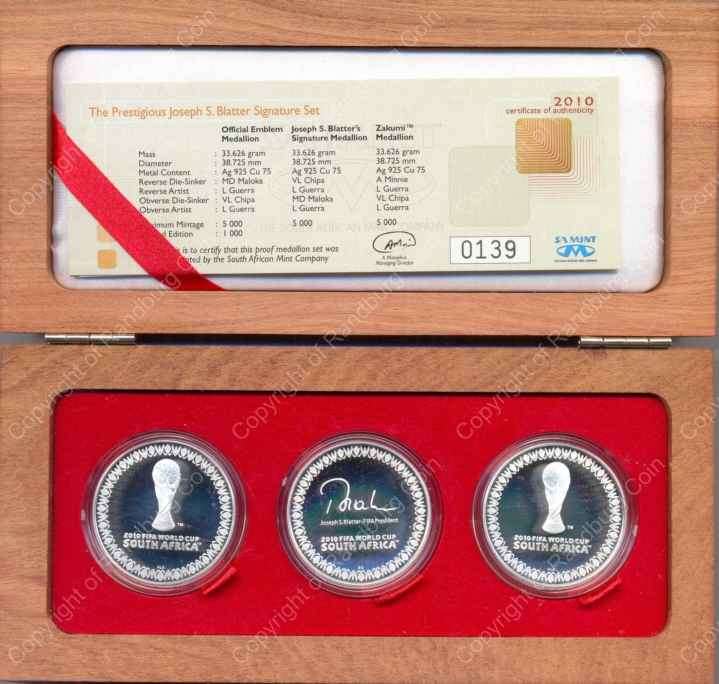 The Prestigious Joseph S. Blatter Signature Set
2010
certificate of authenticity
Official Emblem Medallion
Joseph S. Blatter's Signature Medallion
Zakumi™ Medallion
Mass : 33.626 gram 33.626 gram 33.626 gram
Diameter : 38.725 mm 38.725 mm 38.725 mm
Metal Content : Ag 925 Cu 75 Ag 925 Cu 75 Ag 925 Cu 75
Reverse Die-Sinker : MD Maloka VL Chipa A Minnie
Reverse Artist : L Guerra L Guerra L Guerra
Obverse Die-Sinker : VL Chipa MD Maloka VL Chipa
Obverse Artist : L Guerra L Guerra L Guerra
Mintage : 5 000 5 000 5 000
Edition : 1 000
is to certify that this proof medallion set was
by the South African Mint Company
Managing Director
0139
SA MINT
TM
2010 FIFA WORLD CUP
SOUTH AFRICA
Joseph S. Blatter-FIFA President
2010 FIFA WORLD CUP
SOUTH AFRICA
TM
2010 FIFA WORLD CUP
SOUTH AFRICA
Copyright of Randburg Coin